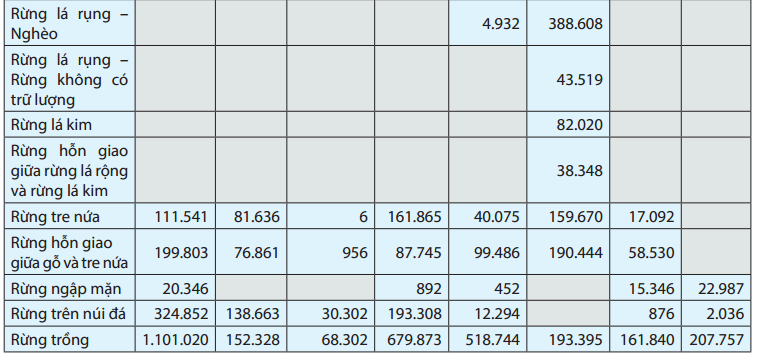 Rừng lá rụng –
Nghèo 4.932 388.608
Rừng lá rụng –
Rừng không có
trữ lượng 43.519
Rừng lá kim 82.020
Rừng hỗn giao
giữa rừng lá rộng
và rừng lá kim 38.348
Rừng tre nứa 111.541 81.636 6 161.865 40.075 159.670 17.092
Rừng hỗn giao
giữa gỗ và tre nứa 199.803 76.861 956 87.745 99.486 190.444 58.530
Rừng ngập mặn 20.346 892 452 15.346 22.987
Rừng trên núi đá 324.852 138.663 30.302 193.308 12.294 876 2.036
Rừng trồng 1.101.020 152.328 68.302 679.873 518.744 193.395 161.840 207.757